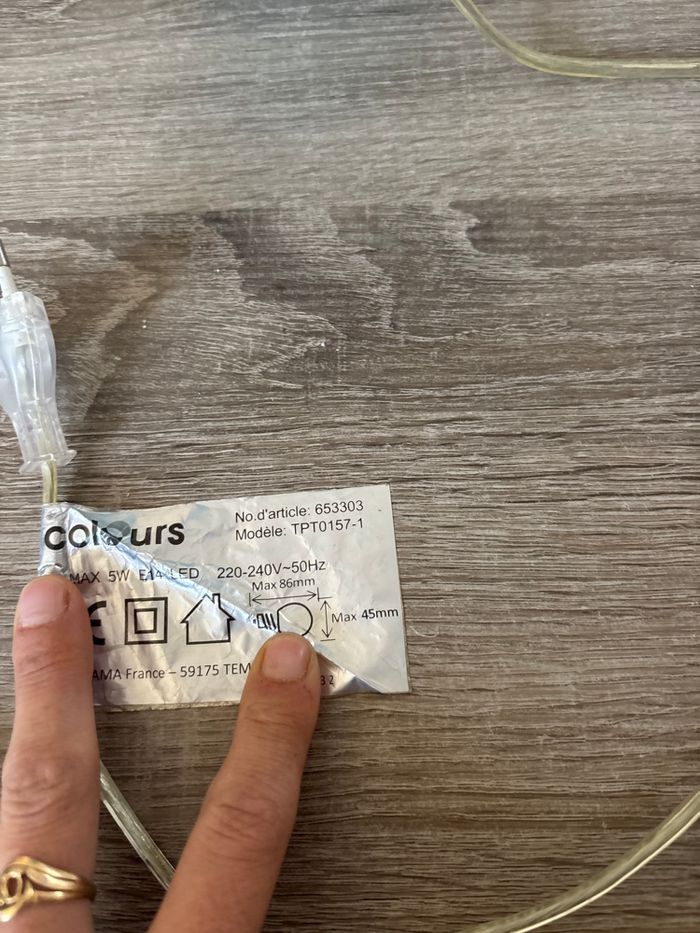 colours
No.d'article: 653303
Modèle: TPT0157-1
MAX 5W E14 LED 220-240V~50Hz
Max 86mm
Max 45mm
CE
AMA France – 59175 TEM